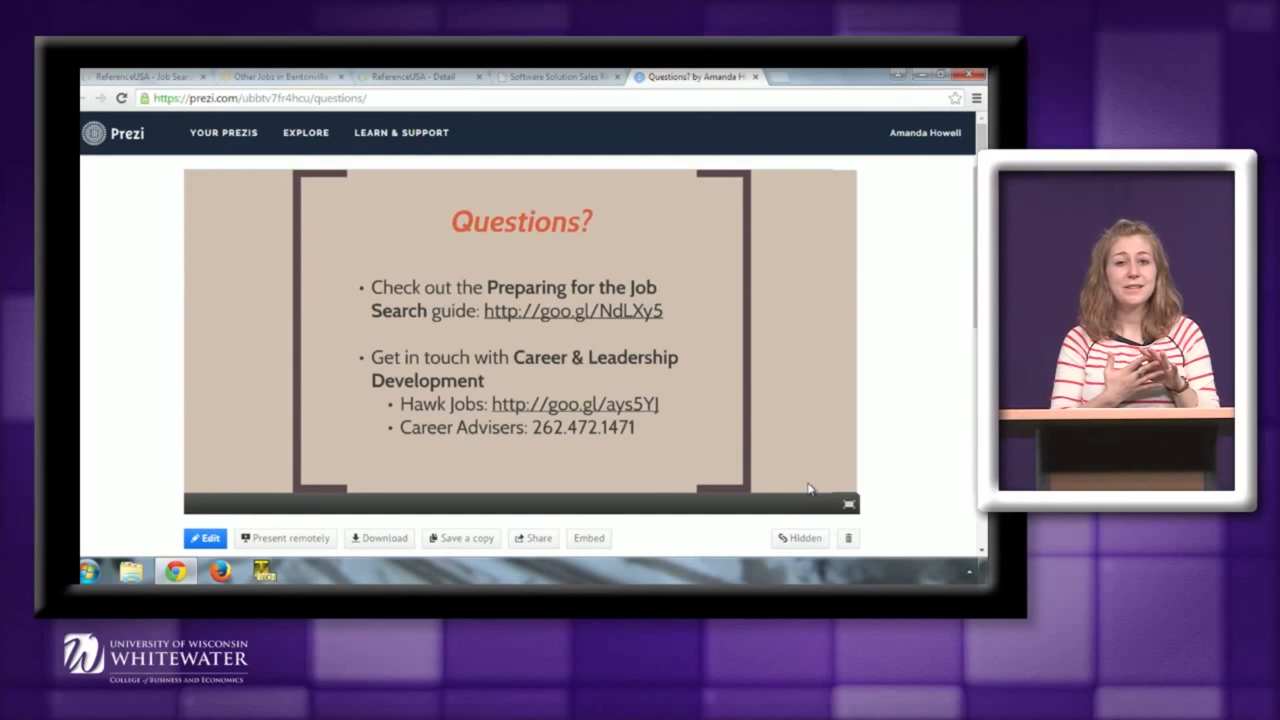 ReferenceUSA - Job Sear
Other Jobs in Bentonville
ReferenceUSA - Detail
Software Solution Sales R
Questions? by Amanda H
https://prezi.com/ubbtv7fr4hcu/questions/
Prezi
YOUR PREZIS
EXPLORE
LEARN & SUPPORT
Amanda Howell
Questions?
• Check out the Preparing for the Job
Search guide: http://goo.gl/NdLXy5
• Get in touch with Career & Leadership
Development
• Hawk Jobs: http://goo.gl/ays5YJ
• Career Advisers: 262.472.1471
Edit
Present remotely
Download
Save a copy
Share
Embed
Hidden
UNIVERSITY OF WISCONSIN
WHITEWATER
COLLEGE of BUSINESS AND ECONOMICS